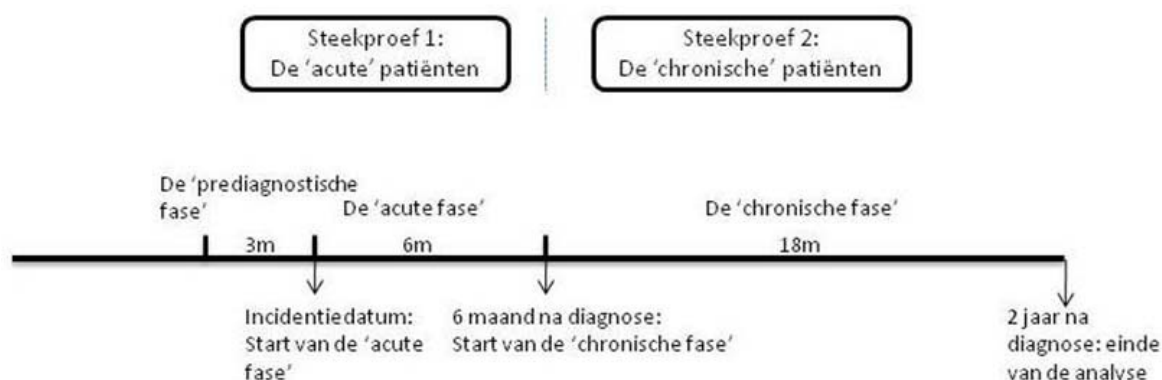 Steekproef 1:
De ‘acute’ patiënten
Steekproef 2:
De ‘chronische’ patiënten
De ‘prediagnostische
fase’
De ‘acute fase’
De ‘chronische fase’
3m
6m
18m
Incidentiedatum:
Start van de ‘acute
fase’
6 maand na diagnose:
Start van de ‘chronische fase’
2 jaar na
diagnose: einde
van de analyse